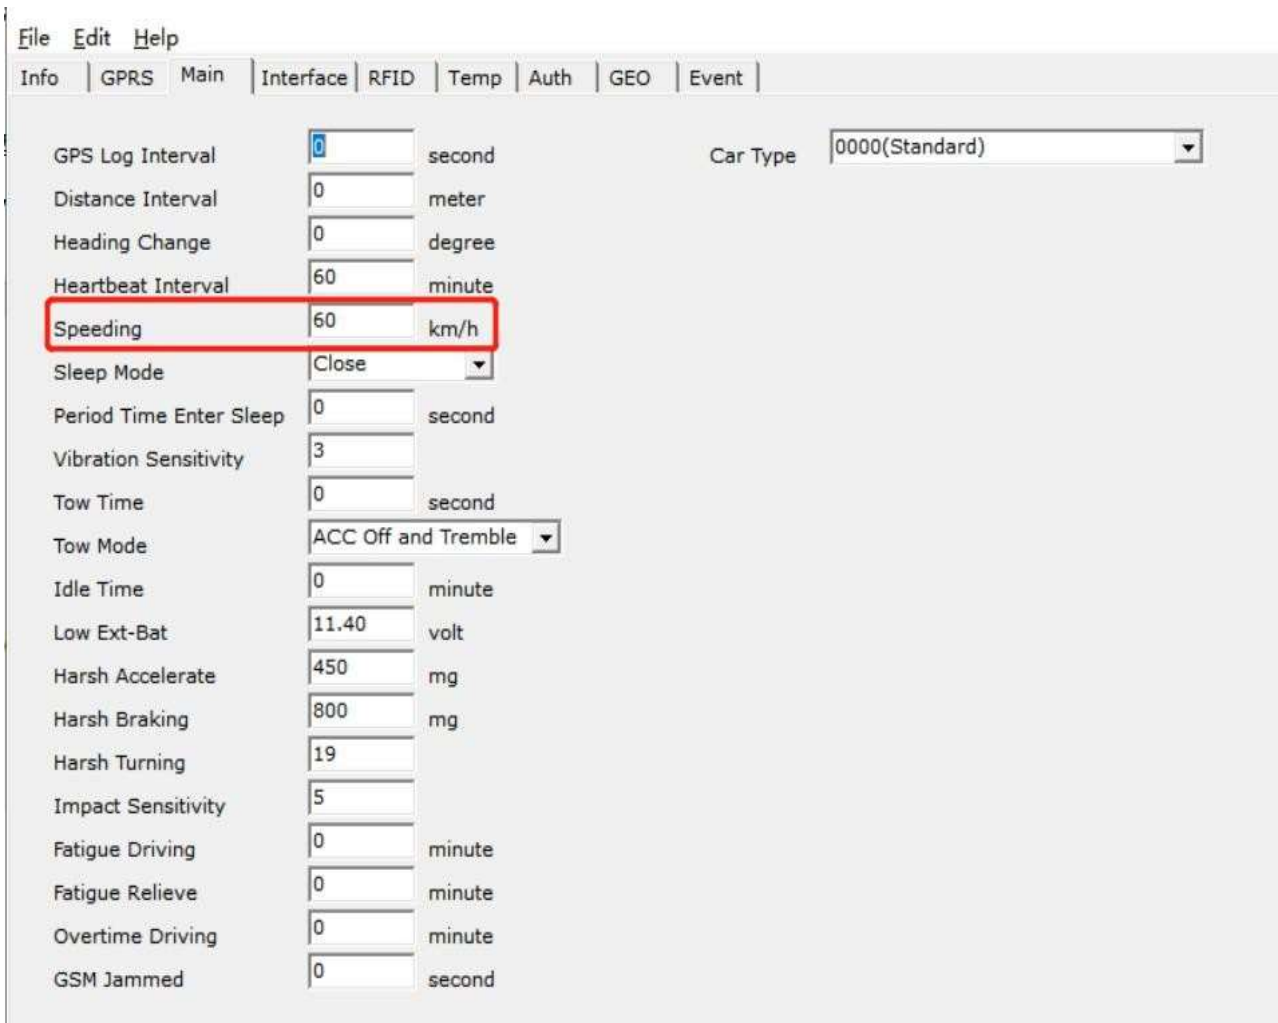 File Edit Help
Info GPRS Main Interface RFID Temp Auth GEO Event
GPS Log Interval 0 second Car Type 0000(Standard)
Distance Interval 0 meter
Heading Change 0 degree
Heartbeat Interval 60 minute
Speeding 60 km/h
Sleep Mode Close
Period Time Enter Sleep 0 second
Vibration Sensitivity 3
Tow Time 0 second
Tow Mode ACC Off and Tremble
Idle Time 0 minute
Low Ext-Bat 11.40 volt
Harsh Accelerate 450 mg
Harsh Braking 800 mg
Harsh Turning 19
Impact Sensitivity 5
Fatigue Driving 0 minute
Fatigue Relieve 0 minute
Overtime Driving 0 minute
GSM Jammed 0 second